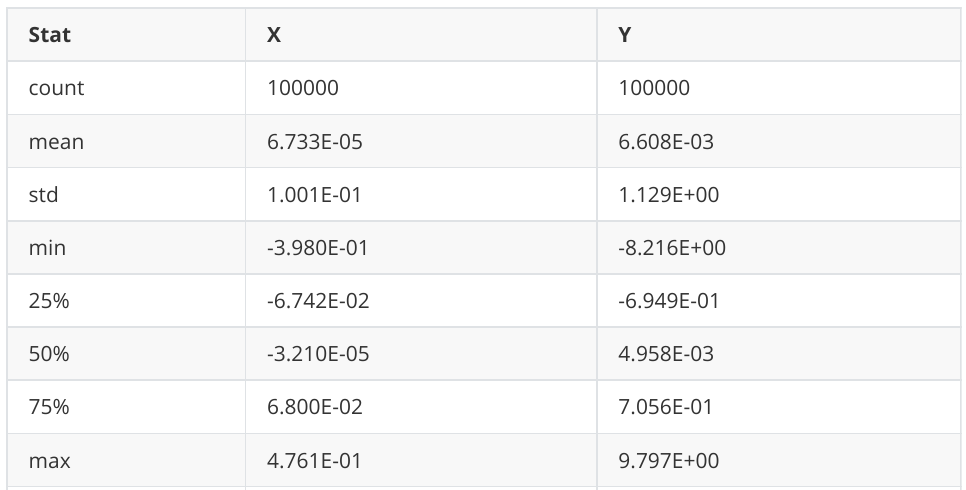 Stat X Y
count 100000 100000
mean 6.733E-05 6.608E-03
std 1.001E-01 1.129E+00
min -3.980E-01 -8.216E+00
25% -6.742E-02 -6.949E-01
50% -3.210E-05 4.958E-03
75% 6.800E-02 7.056E-01
max 4.761E-01 9.797E+00